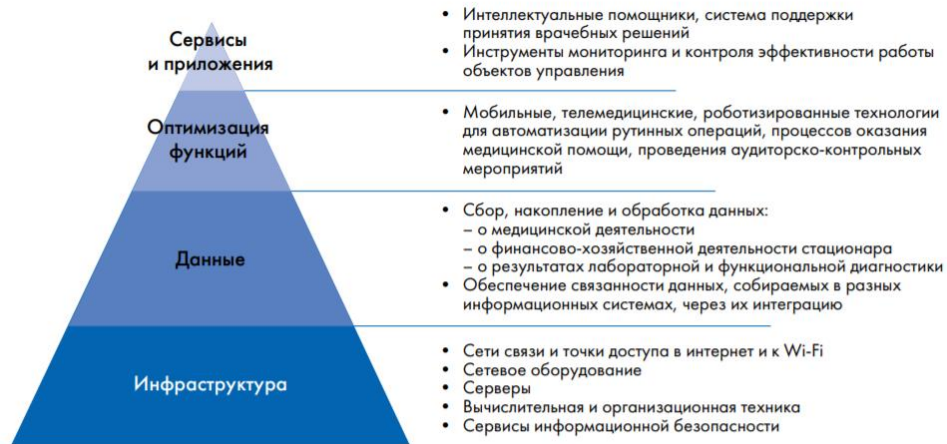 Сервисы
и приложения
• Интеллектуальные помощники, система поддержки
принятия врачебных решений
• Инструменты мониторинга и контроля эффективности работы
объектов управления
Оптимизация
функций
• Мобильные, телемедицинские, роботизированные технологии
для автоматизации рутинных операций, процессов оказания
медицинской помощи, проведения аудиторско-контрольных
мероприятий
Данные
• Сбор, накопление и обработка данных:
– о медицинской деятельности
– о финансово-хозяйственной деятельности стационара
– о результатах лабораторной и функциональной диагностики
• Обеспечение связанности данных, собираемых в разных
информационных системах, через их интеграцию
Инфраструктура
• Сети связи и точки доступа в интернет и к Wi-Fi
• Сетевое оборудование
• Серверы
• Вычислительная и организационная техника
• Сервисы информационной безопасности